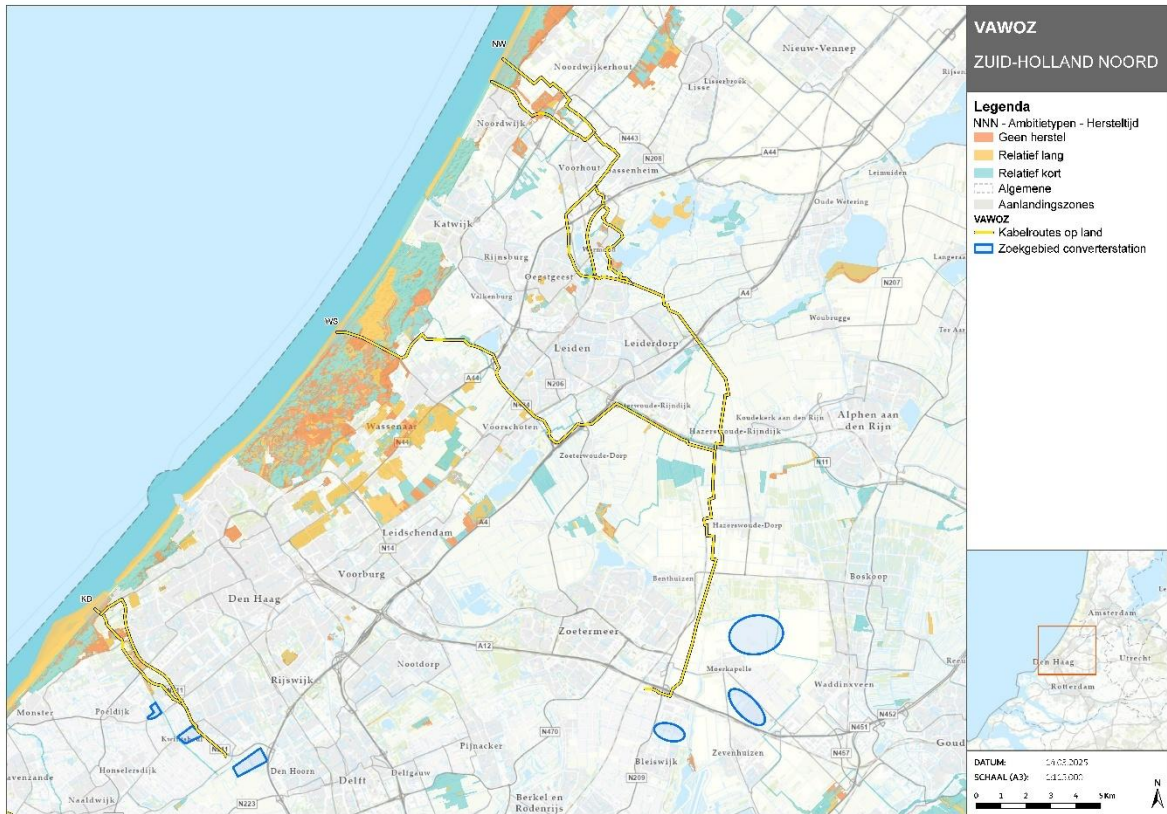 VAWOZ
ZUID-HOLLAND NOORD
Legenda
NNN - Ambitietypen - Hersteltijd
Geen herstel
Relatief lang
Relatief kort
Algemene
Aanlandingszones
VAWOZ
Kabelroutes op land
Zoekgebied converterstation
NW
Noordwijkerhout
Nieuw-Vennep
Lisserbroek
Lisse
Noordwijk
N443
N208
A44
Voorhout
Leimuiden
Oude Wetering
Katwijk
Rijnsburg
Oegstgeest
A4
N207
Valkenburg
Woubrugge
Ter Aar
WS
Leiden
Leiderdorp
A44
N206
Koudekerk aan den Rijn
Alphen aan
den Rijn
Voorschoten
Hazerswoude-Rijndijk
Wassenaar
N44
Zoeterwoude-Dorp
N11
A4
Hazerswoude-Dorp
Leidschendam
N14
Voorburg
Benthuizen
Boskoop
KD
Den Haag
Zoetermeer
A12
Moerkapelle
Nootdorp
Rijswijk
Waddinxveen
Monster
Poeldijk
N452
N451
N470
Zevenhuizen
N457
Honselersdijk
Den Hoorn
Pijnacker
Bleiswijk
Delft
Delfgauw
N209
Naaldwijk
N223
Berkel en
Rodenrijs
Amsterdam
Den Haag
Utrecht
Rotterdam
DATUM:
SCHAAL (A3):
N
0 1 2 3 4 5 Km